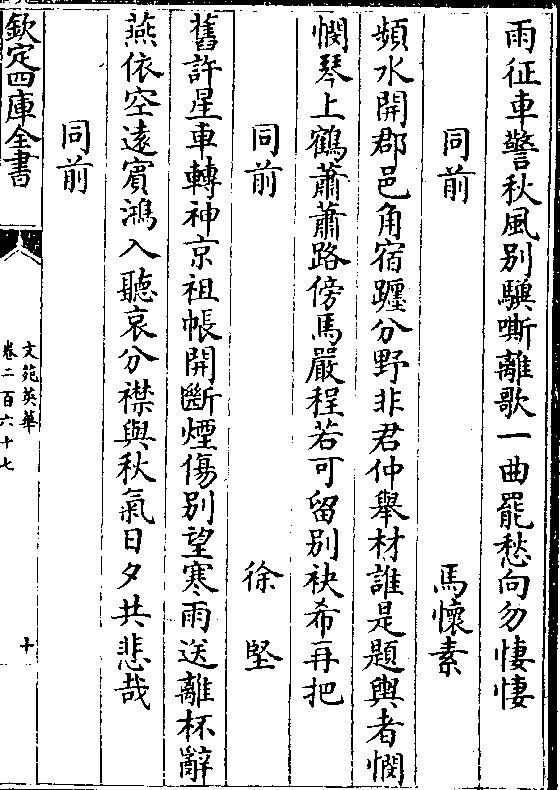 雨征車警秋風别驥嘶離歌一曲罷愁向勿悽悽
同前　馬懷素
頻水開郡邑角宿躔分野非君仲舉材誰是題輿者憫
憫琴上鶴蕭蕭路傍馬嚴程若可留别袂希再把
同前　徐堅
舊許星車轉神京祖帳開斷煙傷别望寒雨送離杯辭
燕依空遠賓鴻入聽哀分襟與秋氣日夕共悲哉
同前
欽定四庫全書
文苑英華
卷二百六十七
十